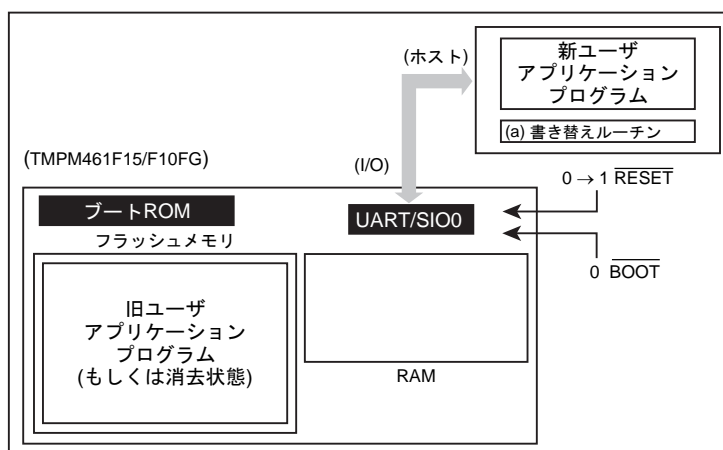 (ホスト)
新ユーザ
アプリケーション
プログラム
(a) 書き替えルーチン
(TMPM461F15/F10FG)
(I/O)
0 → 1 RESET
ブートROM
UART/SIO0
フラッシュメモリ
0 BOOT
旧ユーザ
アプリケーション
プログラム
(もしくは消去状態)
RAM